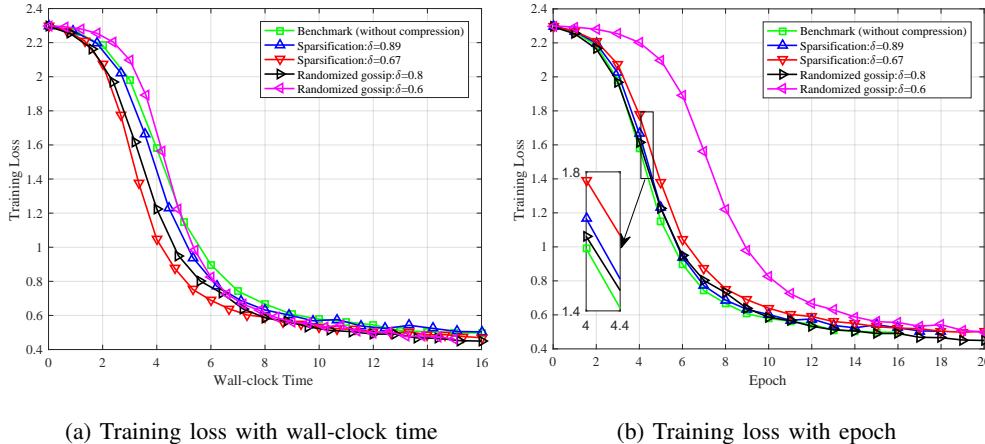 2.4
2.2
2
1.8
1.6
1.4
1.2
1
0.8
0.6
0.4
Training Loss
0 2 4 6 8 10 12 14 16
Wall-clock Time
Benchmark (without compression)
Sparsification:δ=0.89
Sparsification:δ=0.67
Randomized gossip:δ=0.8
Randomized gossip:δ=0.6
(a) Training loss with wall-clock time
2.4
2.2
2
1.8
1.6
1.4
1.2
1
0.8
0.6
0.4
Training Loss
0 2 4 6 8 10 12 14 16 18 20
Epoch
Benchmark (without compression)
Sparsification:δ=0.89
Sparsification:δ=0.67
Randomized gossip:δ=0.8
Randomized gossip:δ=0.6
1.8
1.4
4 4.4
(b) Training loss with epoch